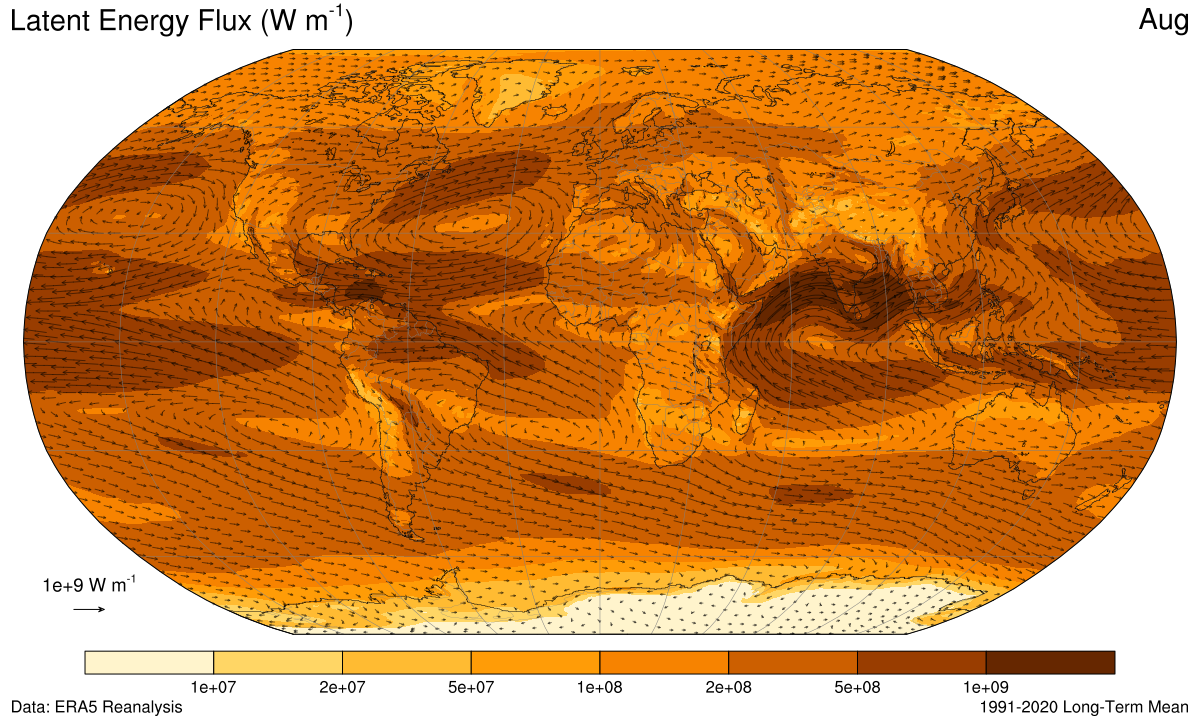 Latent Energy Flux (W m⁻¹) Aug
1e+9 W m⁻¹
1e+07 2e+07 5e+07 1e+08 2e+08 5e+08 1e+09
Data: ERA5 Reanalysis 1991-2020 Long-Term Mean